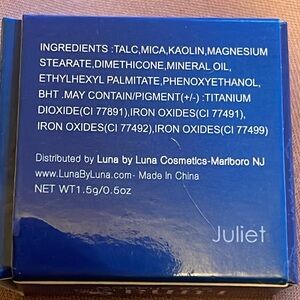 INGREDIENTS :TALC,MICA,KAOLIN,MAGNESIUM
STEARATE,DIMETHICONE,MINERAL OIL,
ETHYLHEXYL PALMITATE,PHENOXYETHANOL,
BHT .MAY CONTAIN/PIGMENT(+/-) :TITANIUM
DIOXIDE(CI 77891),IRON OXIDES(CI 77491),
IRON OXIDES(CI 77492),IRON OXIDES(CI 77499)
Distributed by Luna by Luna Cosmetics-Marlboro NJ
www.LunaByLuna.com- Made In China
NET WT1.5g/0.5oz
Juliet